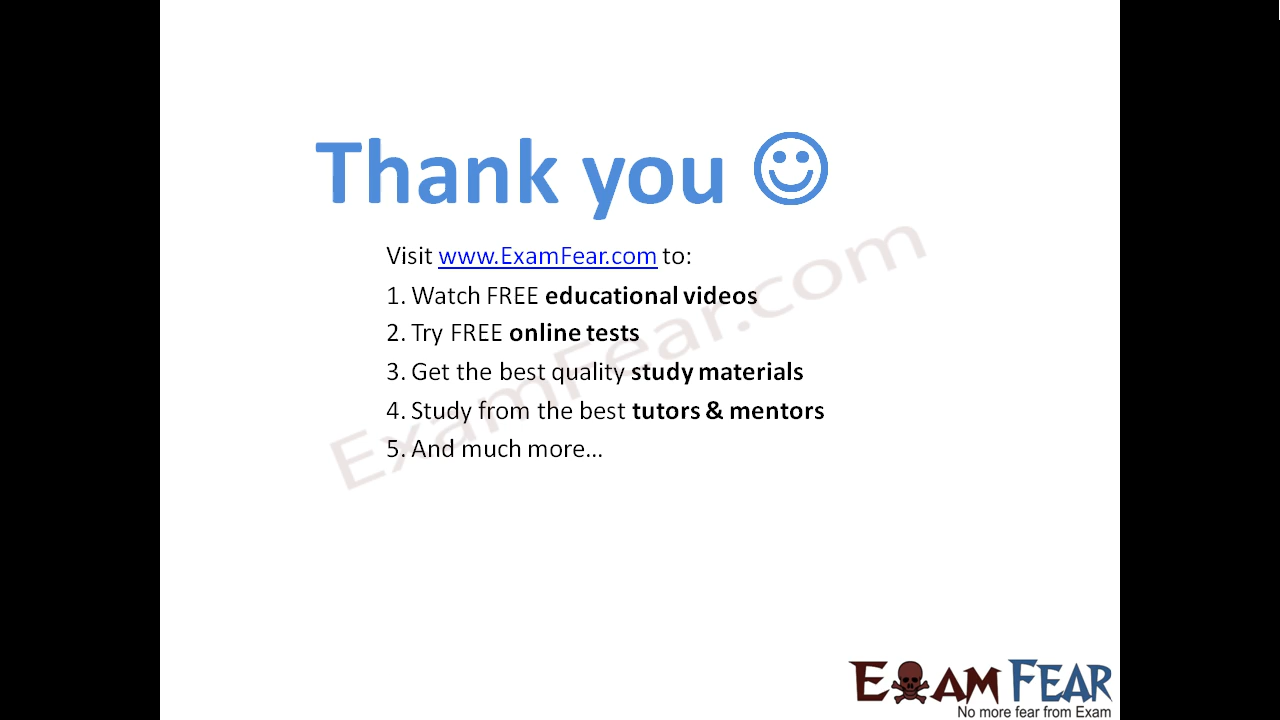 Thank you
Visit www.ExamFear.com to:
1. Watch FREE educational videos
2. Try FREE online tests
3. Get the best quality study materials
4. Study from the best tutors & mentors
5. And much more...
ExamFear.com
EXAM FEAR
No more fear from Exam